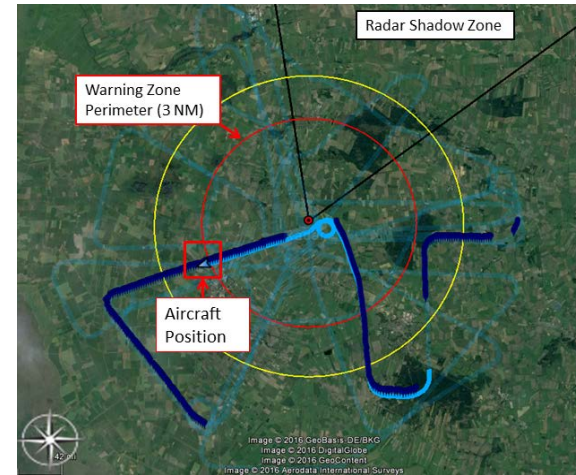 Radar Shadow Zone
Warning Zone
Perimeter (3 NM)
Aircraft
Position
Image © 2016 GeoBasis-DE/BKG
Image © 2016 DigitalGlobe
Image © 2016 GeoContent
Image © 2016 Aerodata International Surveys